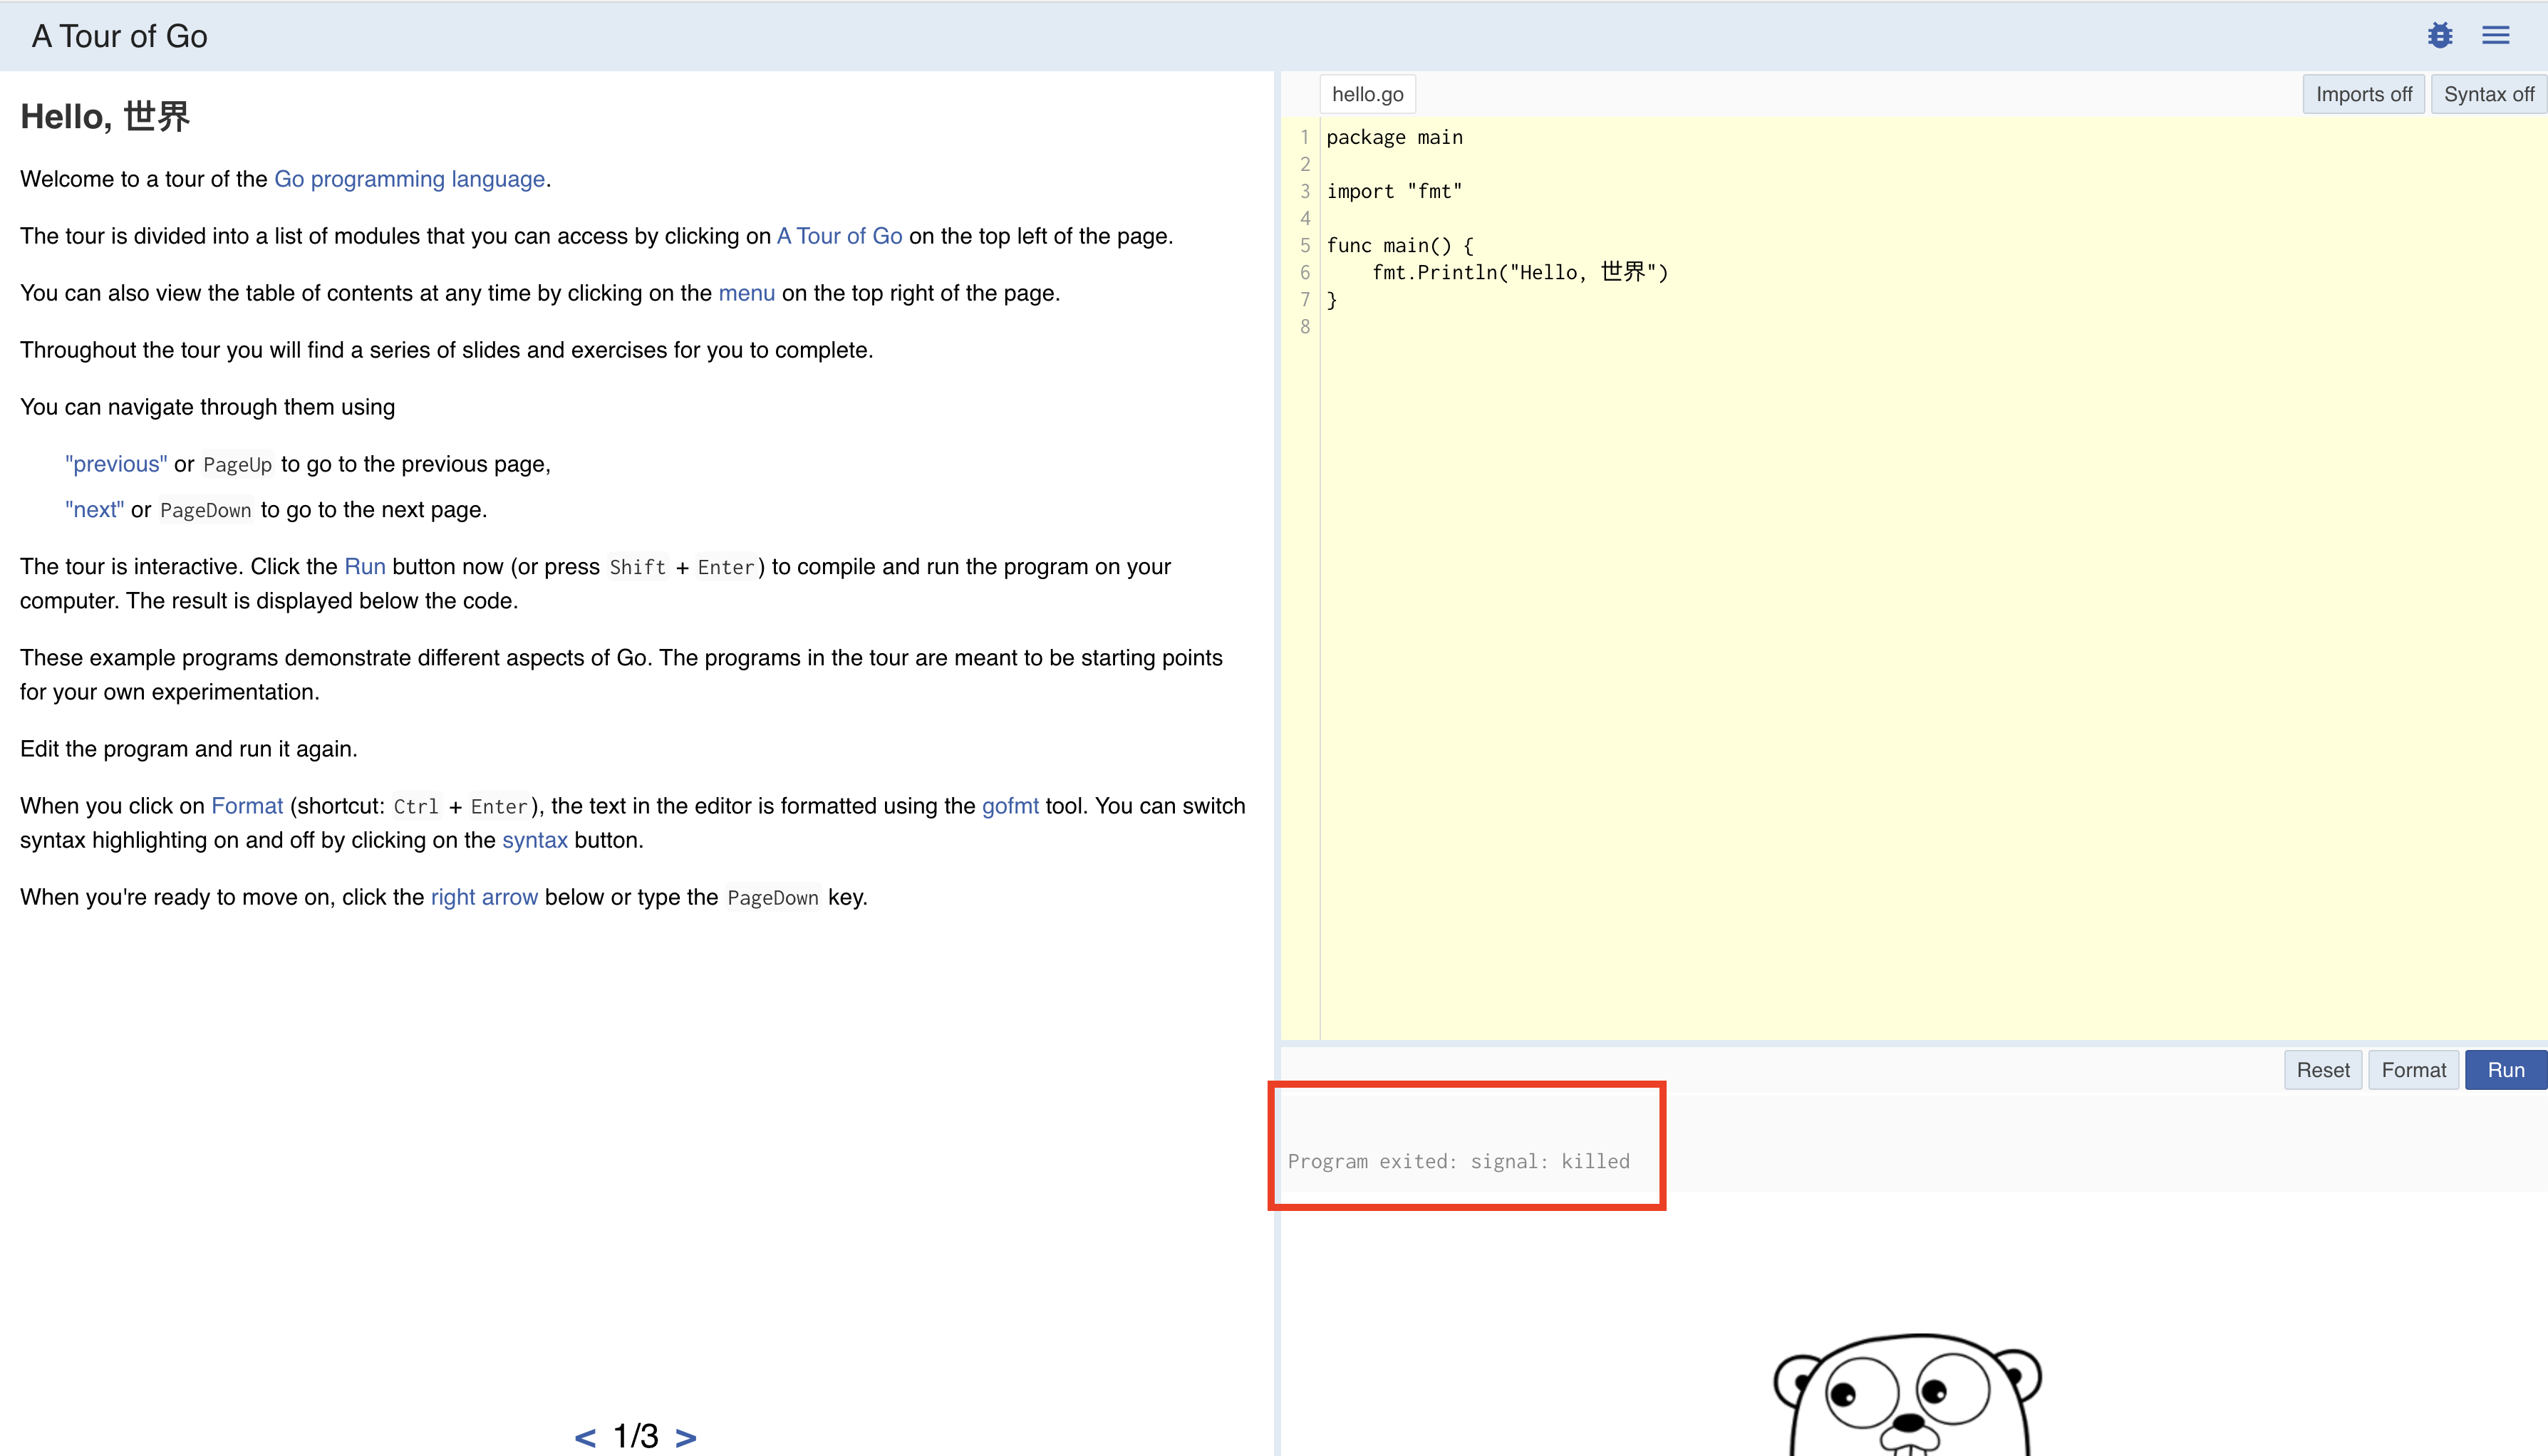 A Tour of Go
Hello, 世界
Welcome to a tour of the Go programming language.
The tour is divided into a list of modules that you can access by clicking on A Tour of Go on the top left of the page.
You can also view the table of contents at any time by clicking on the menu on the top right of the page.
Throughout the tour you will find a series of slides and exercises for you to complete.
You can navigate through them using
"previous" or PageUp to go to the previous page,
"next" or PageDown to go to the next page.
The tour is interactive. Click the Run button now (or press Shift + Enter) to compile and run the program on your
computer. The result is displayed below the code.
These example programs demonstrate different aspects of Go. The programs in the tour are meant to be starting points
for your own experimentation.
Edit the program and run it again.
When you click on Format (shortcut: Ctrl + Enter), the text in the editor is formatted using the gofmt tool. You can switch
syntax highlighting on and off by clicking on the syntax button.
When you're ready to move on, click the right arrow below or type the PageDown key.
< 1/3 >
hello.go
Imports off
Syntax off
1 package main
2
3 import "fmt"
4
5 func main() {
6     fmt.Println("Hello, 世界")
7 }
8
Reset
Format
Run
Program exited: signal: killed